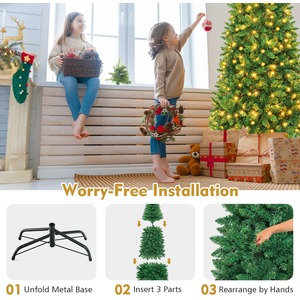 Worry-Free Installation
01 Unfold Metal Base
02 Insert 3 Parts
03 Rearrange by Hands